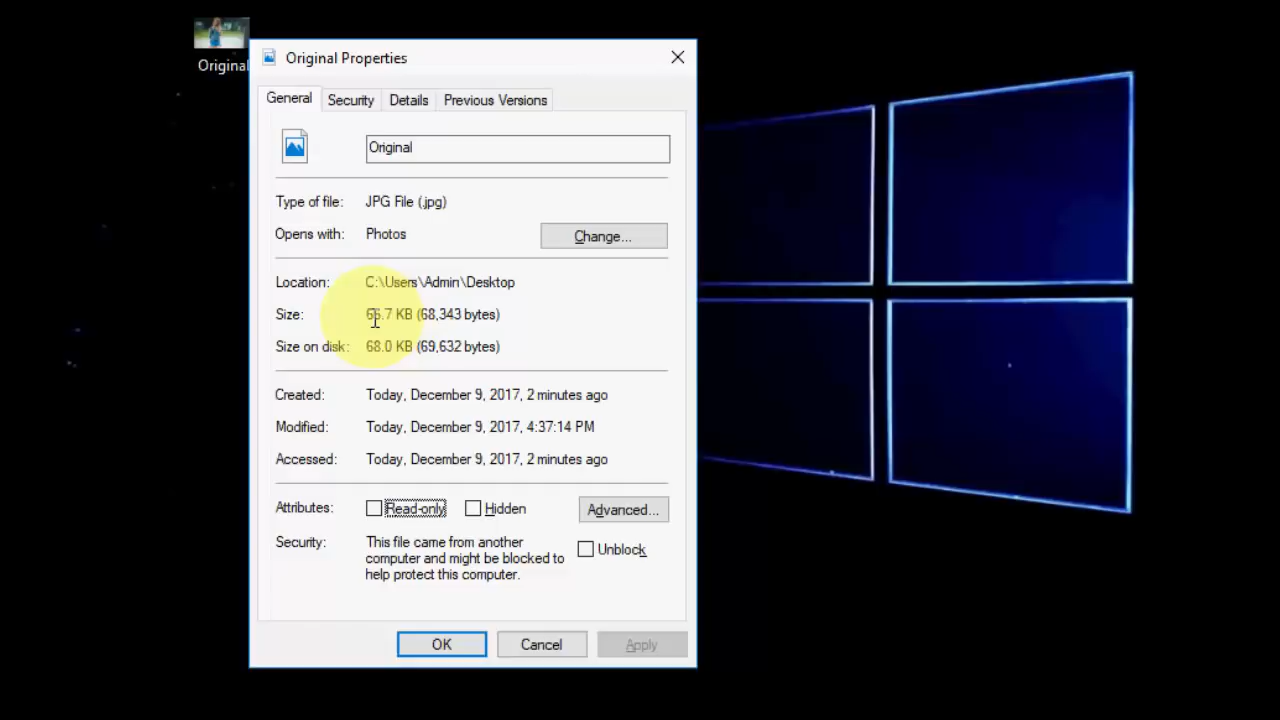 Original
Original Properties
General Security Details Previous Versions
Original
Type of file: JPG File (.jpg)
Opens with: Photos Change...
Location: C:\Users\Admin\Desktop
Size: 66.7 KB (68,343 bytes)
Size on disk: 68.0 KB (69,632 bytes)
Created: Today, December 9, 2017, 2 minutes ago
Modified: Today, December 9, 2017, 4:37:14 PM
Accessed: Today, December 9, 2017, 2 minutes ago
Attributes: Read-only Hidden Advanced...
Security: This file came from another
computer and might be blocked to Unblock
help protect this computer.
OK Cancel Apply